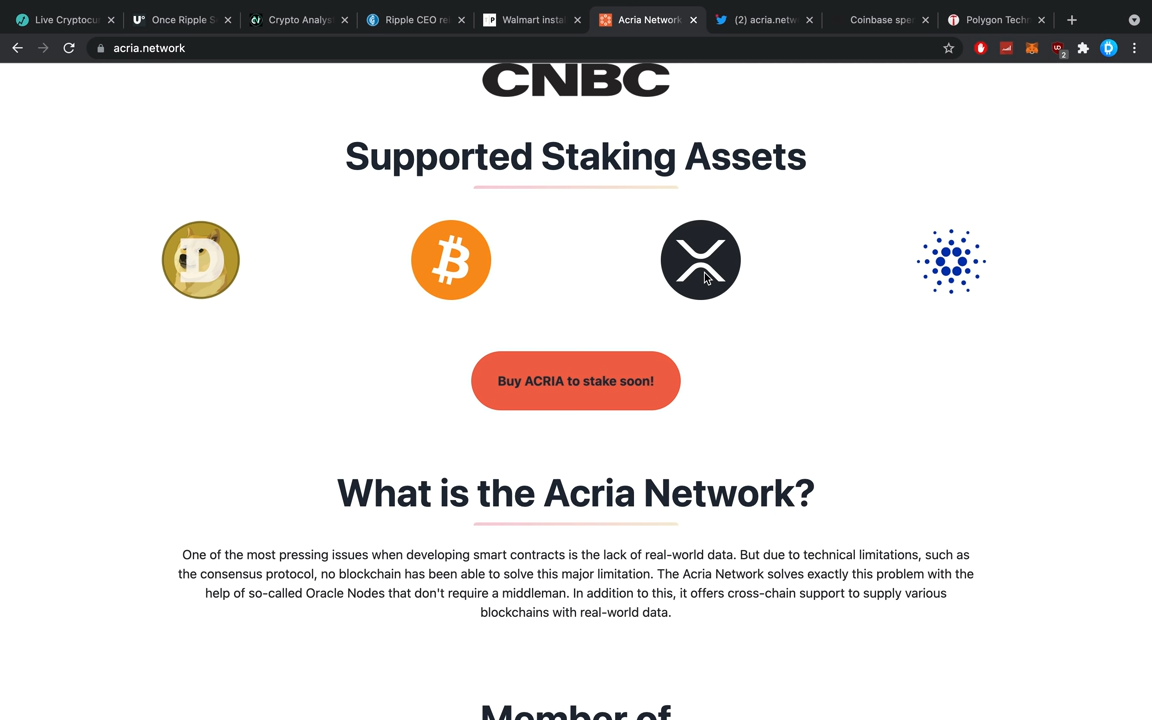 Live Cryptocu
Once Ripple S
Crypto Analys
Ripple CEO re
Walmart insta
Acria Network
(2) acria.netw
Coinbase spe
Polygon Tech
acria.network
2
CNBC
Supported Staking Assets
Buy ACRIA to stake soon!
What is the Acria Network?
One of the most pressing issues when developing smart contracts is the lack of real-world data. But due to technical limitations, such as
the consensus protocol, no blockchain has been able to solve this major limitation. The Acria Network solves exactly this problem with the
help of so-called Oracle Nodes that don't require a middleman. In addition to this, it offers cross-chain support to supply various
blockchains with real-world data.
Member of